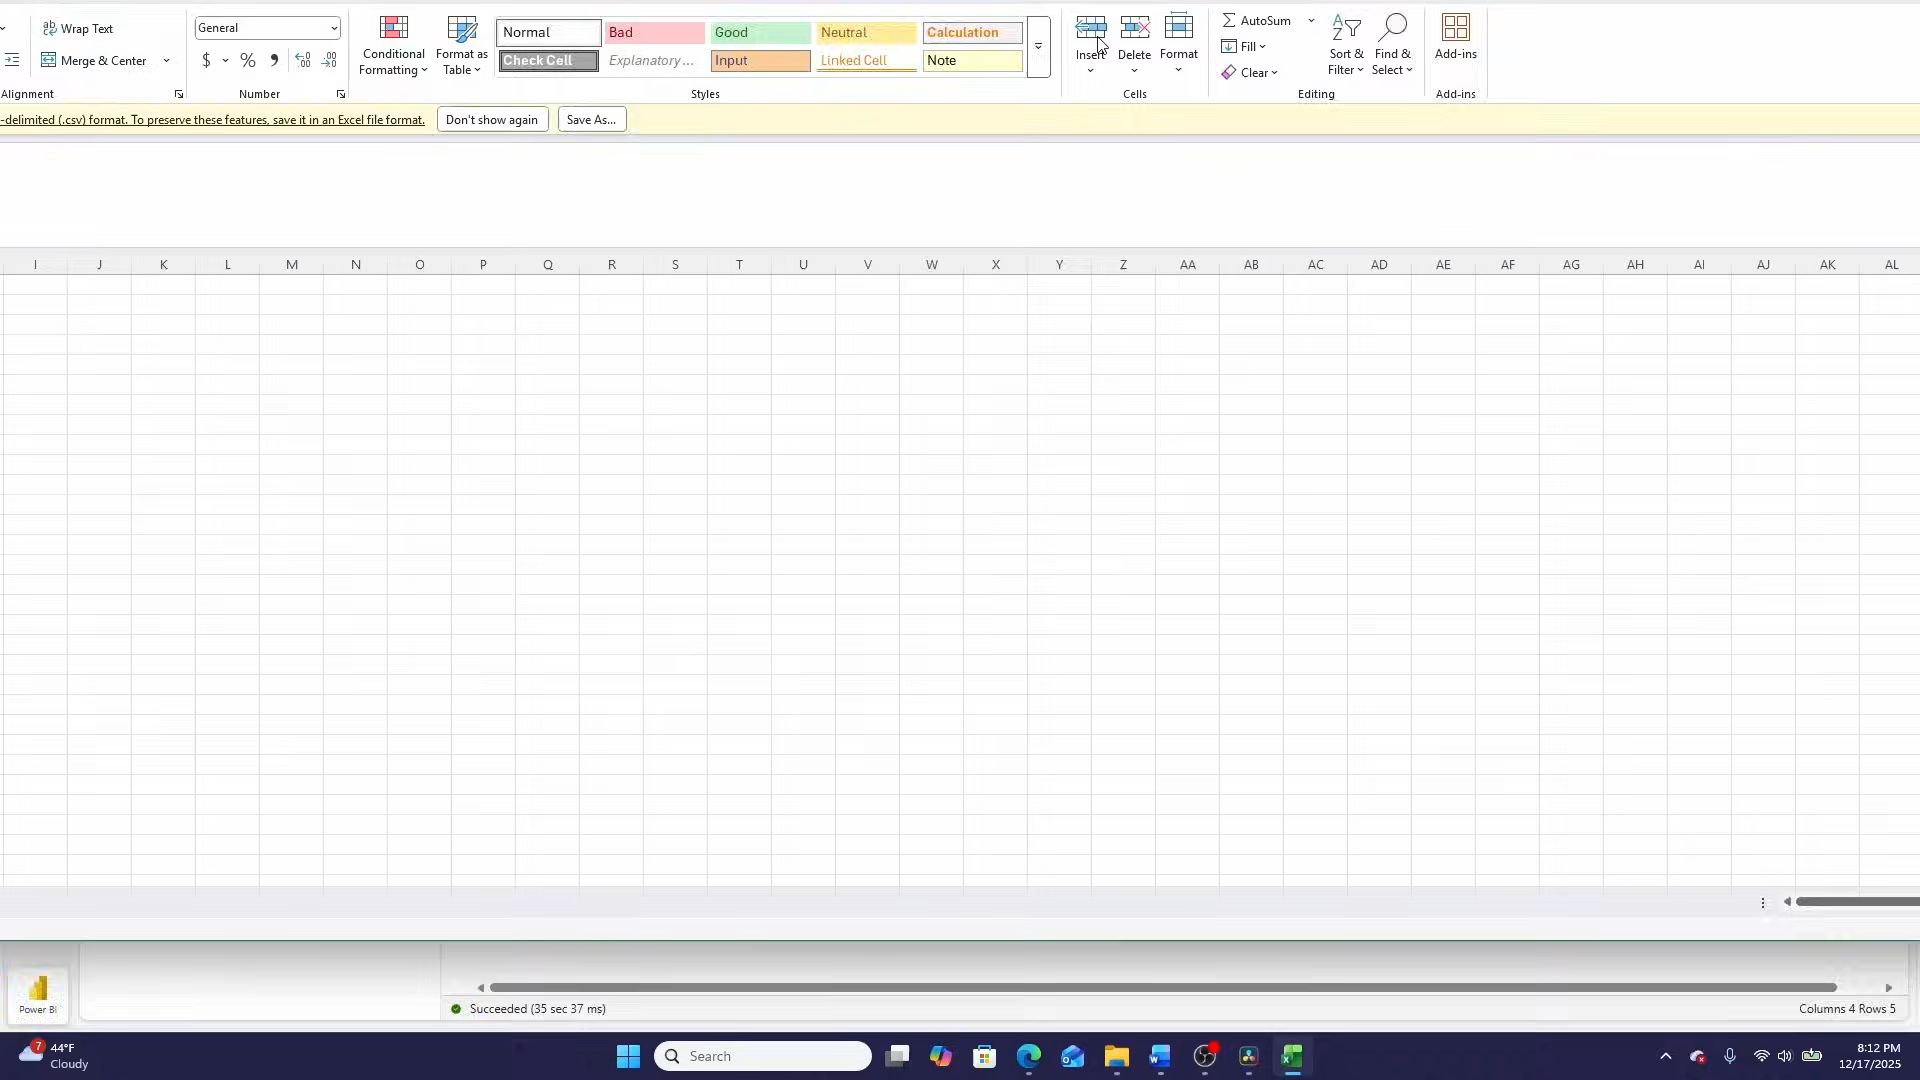 Wrap Text
General
Conditional
Formatting
Format as
Table
Normal
Bad
Good
Neutral
Calculation
Check Cell
Explanatory ...
Input
Linked Cell
Note
Insert
Delete
Format
AutoSum
Fill
Clear
Sort &
Filter
Find &
Select
Add-ins
Merge & Center
$ % 9
Alignment
Number
Styles
Cells
Editing
Add-ins
-delimited (.csv) format. To preserve these features, save it in an Excel file format.
Don't show again
Save As...
I J K L M N O P Q R S T U V W X Y Z AA AB AC AD AE AF AG AH AI AJ AK AL
Power BI
Succeeded (35 sec 37 ms)
Columns 4 Rows 5
7
44°F
Cloudy
Search
8:12 PM
12/17/2025